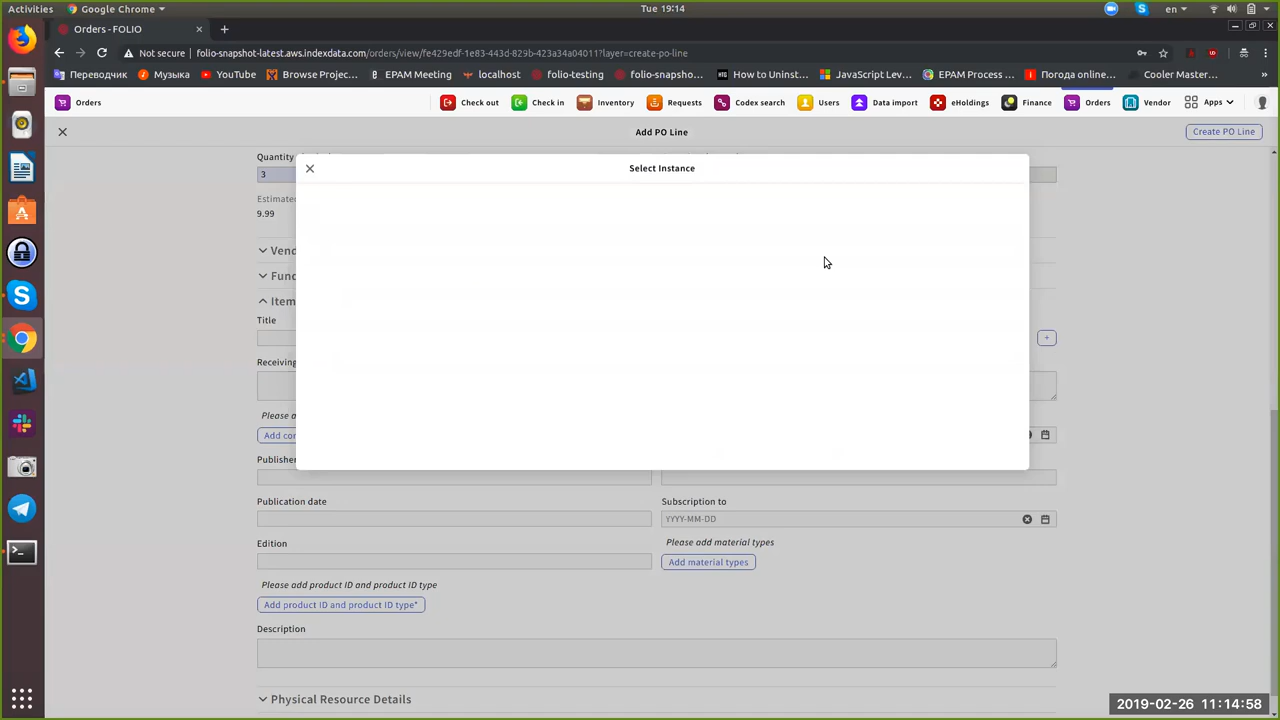 Activities
Google Chrome
Tue 19:14
en
Orders - FOLIO
Not secure
folio-snapshot-latest.aws.indexdata.com/orders/view/fe429edf-1e83-443d-829b-423a34a04011?layer=create-po-line
Переводчик
Музыка
YouTube
Browse Projec...
EPAM Meeting...
localhost
folio-testing
folio-snapsho...
How to Uninst...
JavaScript Lev...
EPAM Process ...
Погода online...
Cooler Master...
»
Orders
Check out
Check in
Inventory
Requests
Codex search
Users
Data import
eHoldings
Finance
Orders
Vendor
Apps
Add PO Line
Create PO Line
Quantity
3
Estimated
9.99
Select Instance
Vend
Fund
Item
Title
+
Receiving
Please a
Add con
Publisher
Publication date
Subscription to
YYYY-MM-DD
Edition
Please add material types
Add material types
Please add product ID and product ID type
Add product ID and product ID type*
Description
Physical Resource Details
2019-02-26 11:14:58